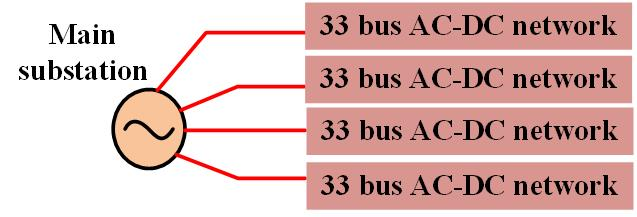 Main
substation
33 bus AC-DC network
33 bus AC-DC network
33 bus AC-DC network
33 bus AC-DC network